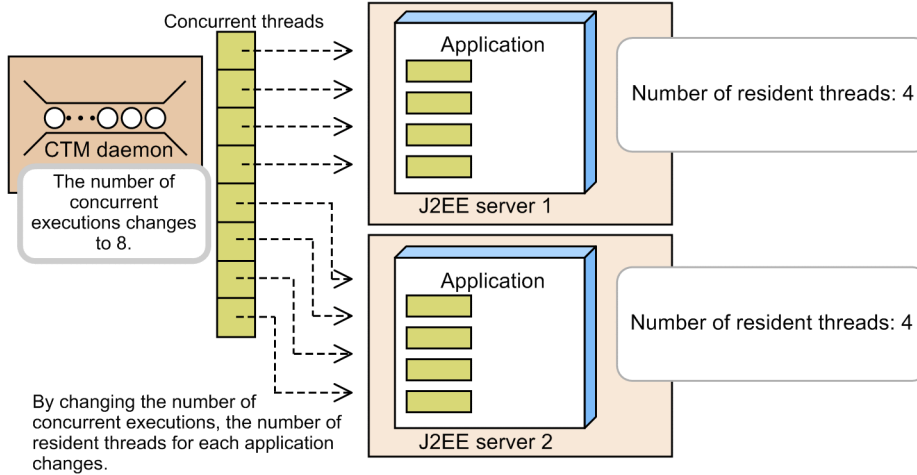 Concurrent threads
CTM daemon
The number of
concurrent
executions changes
to 8.
Application
J2EE server 1
Number of resident threads: 4
Application
J2EE server 2
Number of resident threads: 4
By changing the number of
concurrent executions, the number of
resident threads for each application
changes.